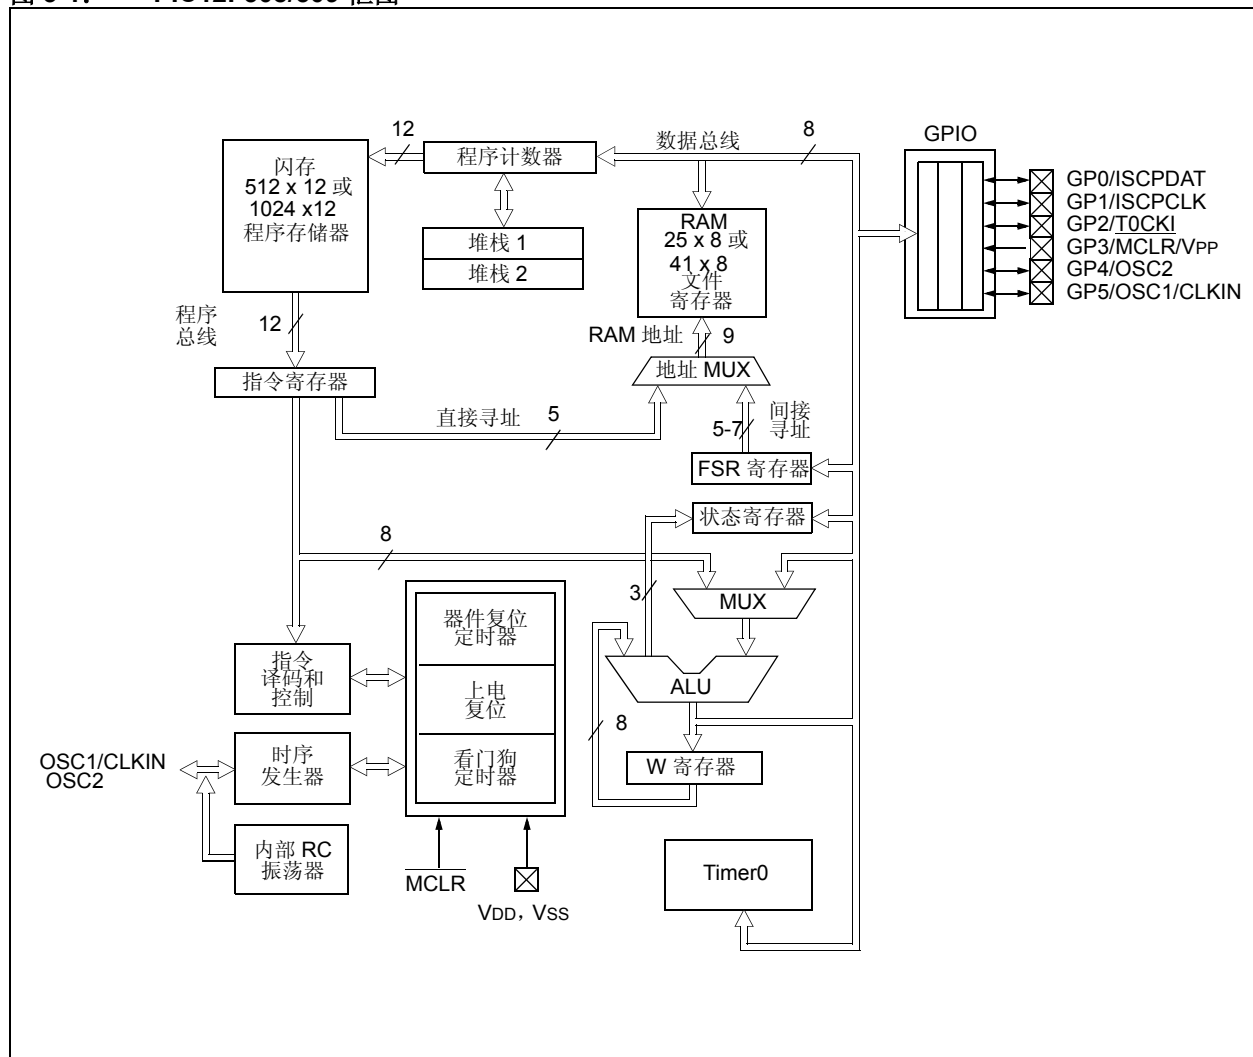 数据总线
8
GPIO
12
程序计数器
闪存
512 x 12 或
1024 x12
程序存储器
堆栈 1
堆栈 2
RAM
25 x 8 或
41 x 8
文件
寄存器
GP0/ISCPDAT
GP1/ISCPCLK
GP2/T0CKI
GP3/MCLR/VPP
GP4/OSC2
GP5/OSC1/CLKIN
程序
总线
12
RAM 地址
9
地址 MUX
指令寄存器
直接寻址
5
5-7
间接
寻址
FSR 寄存器
状态寄存器
8
3
MUX
器件复位
定时器
指令
译码和
控制
上电
复位
ALU
8
OSC1/CLKIN
OSC2
时序
发生器
看门狗
定时器
W 寄存器
内部 RC
振荡器
MCLR
VDD，VSS
Timer0